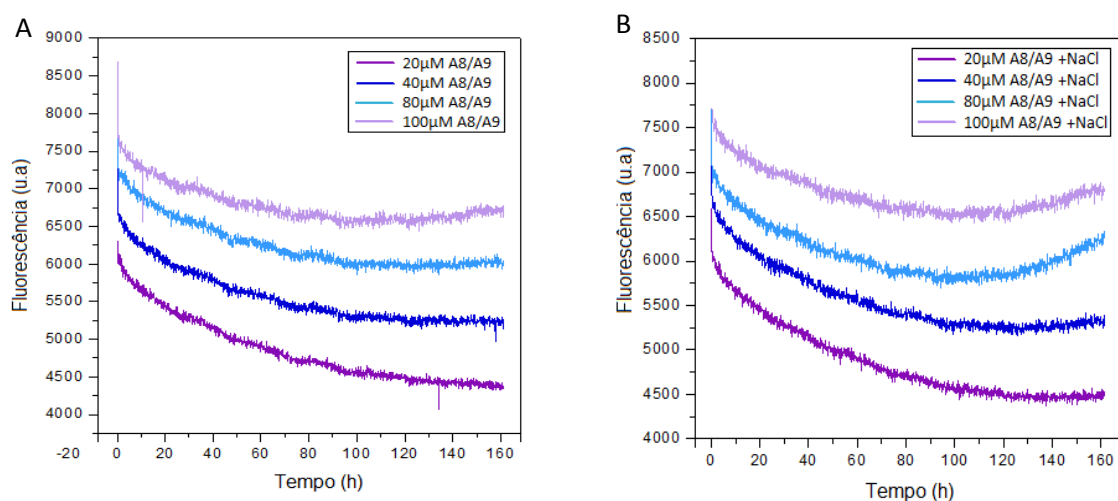 A
Fluorescência (u.a)
9000
8500
8000
7500
7000
6500
6000
5500
5000
4500
4000
20µM A8/A9
40µM A8/A9
80µM A8/A9
100µM A8/A9
-20 0 20 40 60 80 100 120 140 160
Tempo (h)
B
Fluorescência (u.a)
8500
8000
7500
7000
6500
6000
5500
5000
4500
4000
20µM A8/A9 +NaCl
40µM A8/A9 +NaCl
80µM A8/A9 +NaCl
100µM A8/A9 +NaCl
0 20 40 60 80 100 120 140 160
Tempo (h)